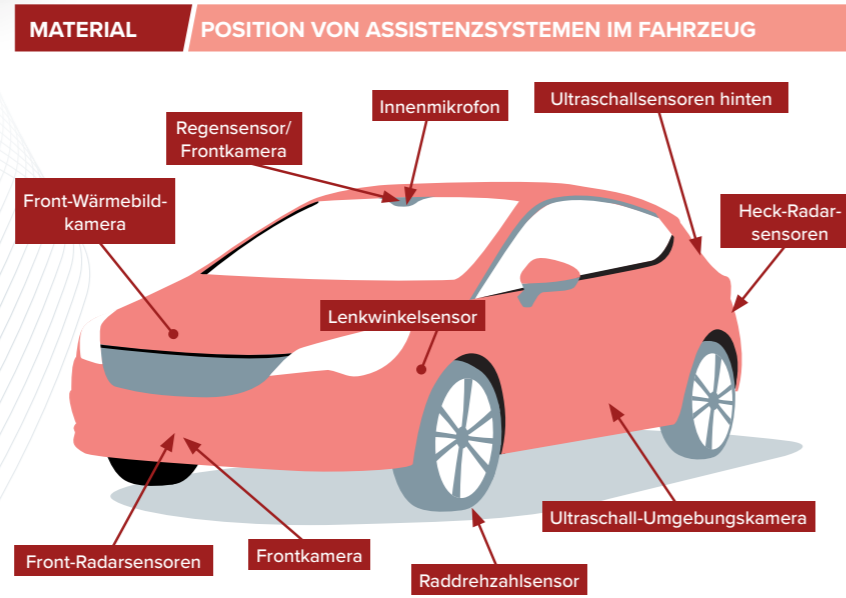 MATERIAL
POSITION VON ASSISTENZSYSTEMEN IM FAHRZEUG
Innenmikrofon
Ultraschallsensoren hinten
Regensensor/
Frontkamera
Front-Wärmebild-
kamera
Heck-Radar-
sensoren
Lenkwinkelsensor
Ultraschall-Umgebungskamera
Front-Radarsensoren
Frontkamera
Raddrehzahlsensor